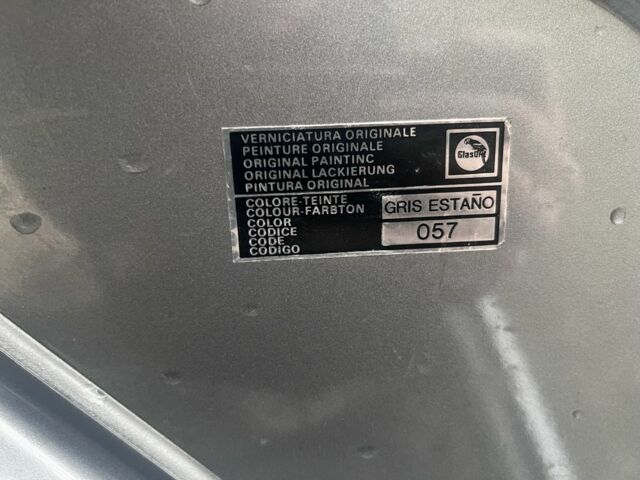 VERNICIATURA ORIGINALE
PEINTURE ORIGINALE
ORIGINAL PAINTINC
ORIGINAL LACKIERUNG
PINTURA ORIGINAL
Glasurit
COLORE-TEINTE
COLOUR-FARBTON
COLOR
GRIS ESTAÑO
CODICE
CODE
CÓDIGO
057